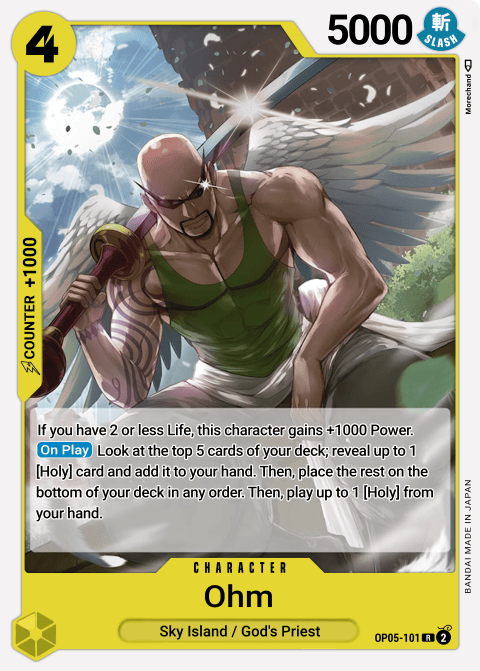 4
5000
斬
SLASH
Morechand
COUNTER +1000
If you have 2 or less Life, this character gains +1000 Power.
On Play Look at the top 5 cards of your deck; reveal up to 1
[Holy] card and add it to your hand. Then, place the rest on the
bottom of your deck in any order. Then, play up to 1 [Holy] from
your hand.
BANDAI MADE IN JAPAN
CHARACTER
Ohm
Sky Island / God's Priest
OP05-101 R 2